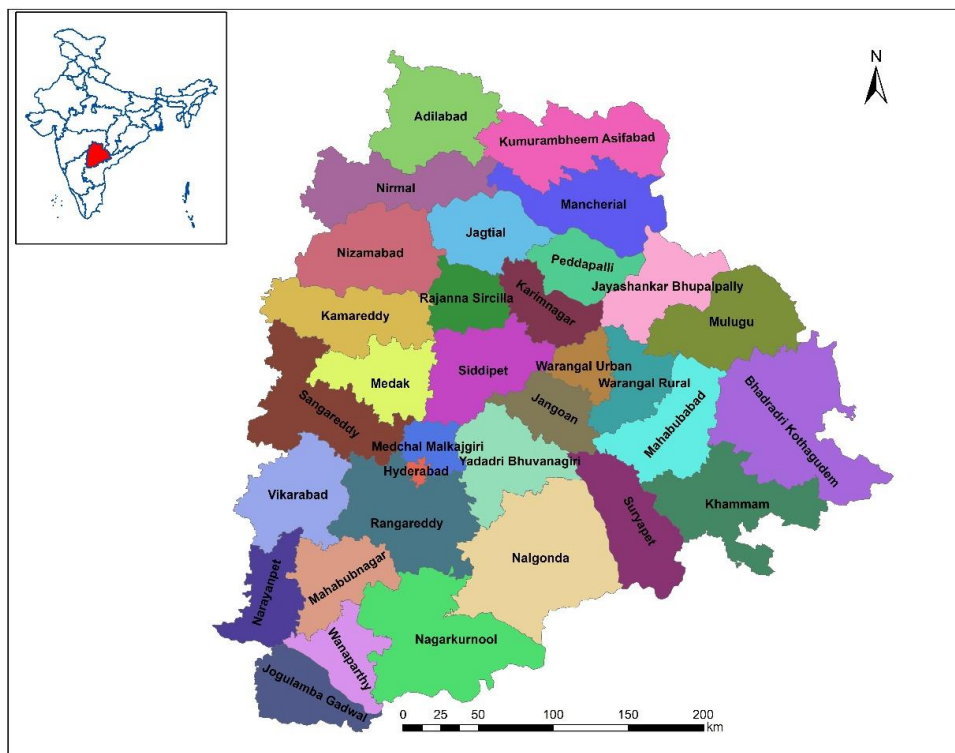 N
Adilabad
Kumurambheem Asifabad
Nirmal
Mancherial
Jagtial
Nizamabad
Peddapalli
Jayashankar Bhupalpally
Rajanna Sircilla
Karimnagar
Kamareddy
Mulugu
Warangal Urban
Siddipet
Medak
Warangal Rural
Bhadradri Kothagudem
Jangoan
Sangareddy
Mahabubabad
Medchal Malkajgiri
Yadadri Bhuvanagiri
Hyderabad
Vikarabad
Khammam
Suryapet
Rangareddy
Nalgonda
Narayanpet
Mahabubnagar
Nagarkurnool
Wanaparthy
Jogulamba Gadwal
0 25 50 100 150 200
km